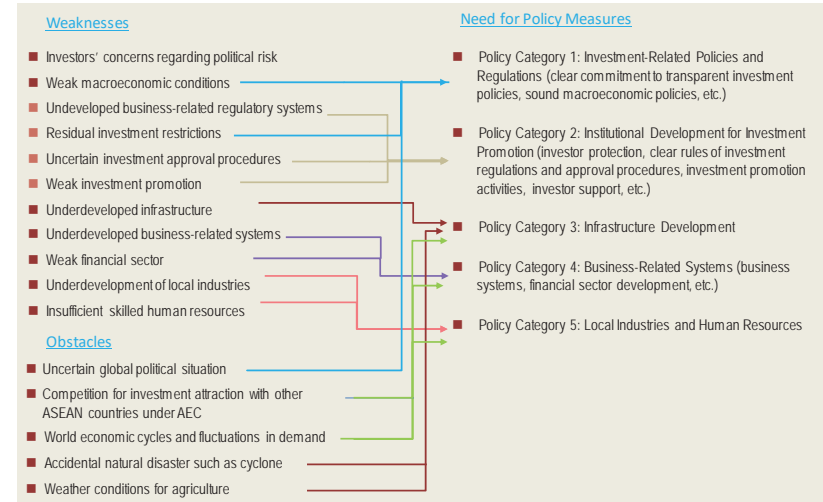 Weaknesses
Investors' concerns regarding political risk
Weak macroeconomic conditions
Undeveloped business-related regulatory systems
Residual investment restrictions
Uncertain investment approval procedures
Weak investment promotion
Underdeveloped infrastructure
Underdeveloped business-related systems
Weak financial sector
Underdevelopment of local industries
Insufficient skilled human resources
Obstacles
Uncertain global political situation
Competition for investment attraction with other
ASEAN countries under AEC
World economic cycles and fluctuations in demand
Accidental natural disaster such as cyclone
Weather conditions for agriculture
Need for Policy Measures
Policy Category 1: Investment-Related Policies and
Regulations (clear commitment to transparent investment
policies, sound macroeconomic policies, etc.)
Policy Category 2: Institutional Development for Investment
Promotion (investor protection, clear rules of investment
regulations and approval procedures, investment promotion
activities, investor support, etc.)
Policy Category 3: Infrastructure Development
Policy Category 4: Business-Related Systems (business
systems, financial sector development, etc.)
Policy Category 5: Local Industries and Human Resources